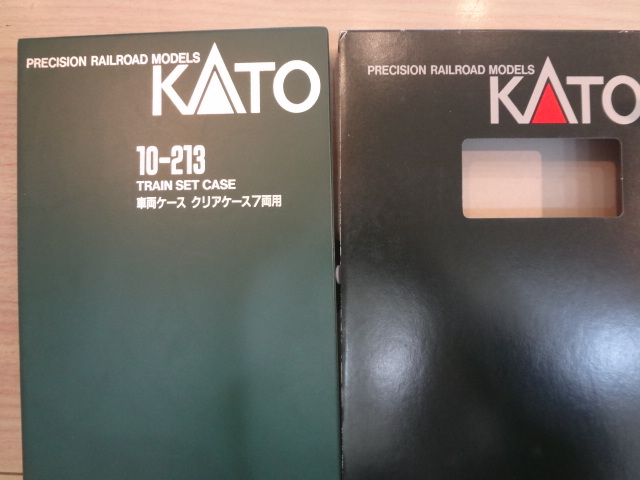 PRECISION RAILROAD MODELS
KATO
10-213
TRAIN SET CASE
車両ケース クリアケース7両用
PRECISION RAILROAD MODELS
KATO